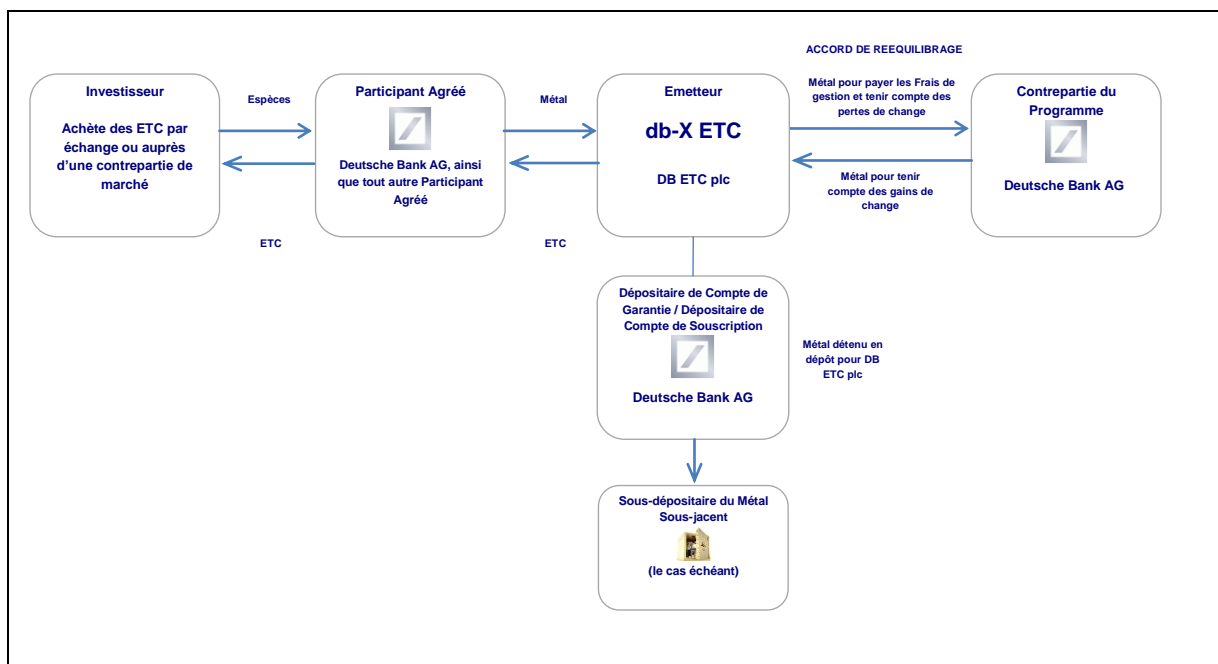 ACCORD DE REEQUILIBRAGE
Investisseur
Achète des ETC par
échange ou auprès
d'une contrepartie de
marché
Espèces
ETC
Participant Agréé
Deutsche Bank AG, ainsi
que tout autre Participant
Agréé
Métal
ETC
Emetteur
db-X ETC
DB ETC plc
Métal pour payer les Frais de
gestion et tenir compte des
pertes de change
Métal pour tenir
compte des gains de
change
Contrepartie du
Programme
Deutsche Bank AG
Dépositaire de Compte de
Garantie / Dépositaire de
Compte de Souscription
Deutsche Bank AG
Métal détenu en
dépôt pour DB
ETC plc
Sous-dépositaire du Métal
Sous-jacent
(le cas échéant)